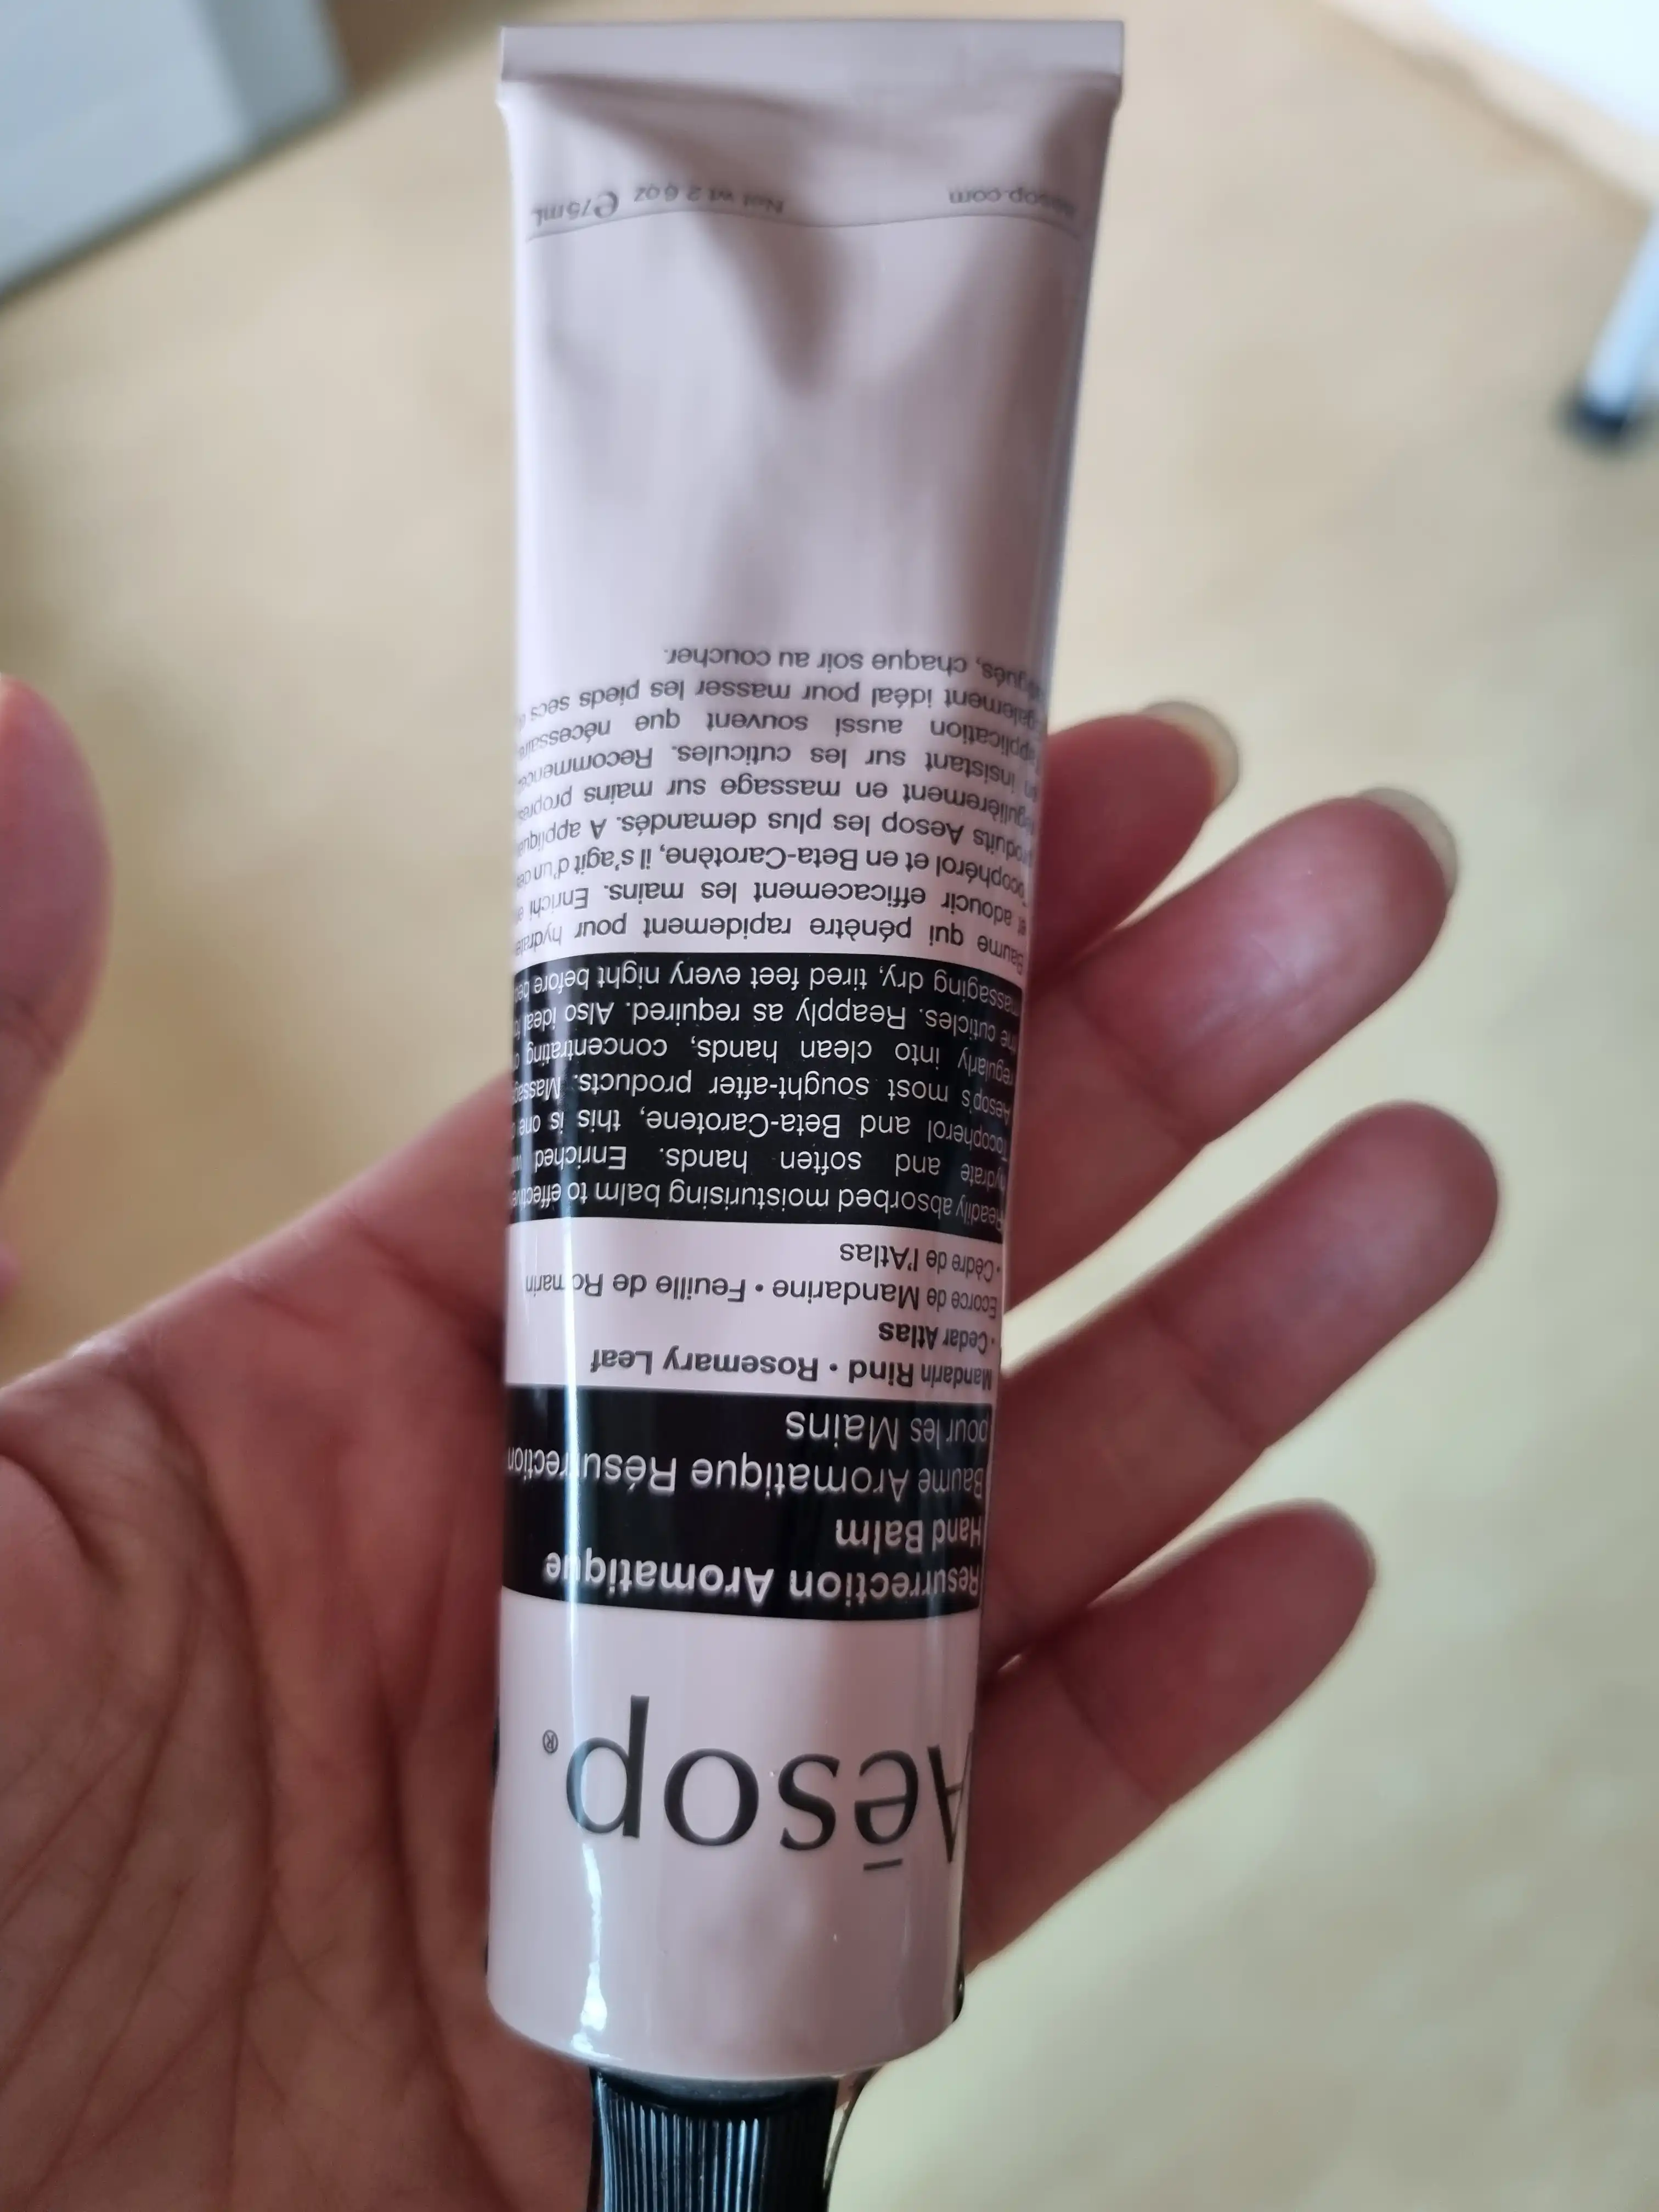 Aēsop®
Resurrection Aromatique
Hand Balm
Baume Aromatique Résurrection
pour les Mains
Mandarin Rind • Rosemary Leaf
• Cedar Atlas
Ecorce de Mandarine • Feuille de Romarin
• Cèdre de l'Atlas
Readily absorbed moisturising balm to
hydrate and soften hands. Enriched
Tocopherol and Beta-Carotene, this is one
Aesop's most sought-after products.
regularly into clean hands, concentrating
cuticles. Reapply as required. Also ideal
massaging dry, tired feet every night before
Baume qui pénètre rapidement pour
et adoucir efficacement les mains. Enrichi
Tocophérol et en Beta-Carotène, il s'agit d'un
produits Aesop les plus demandés. A
régulièrement en massage sur mains
en insistant sur les cuticules.
application aussi souvent que
également idéal pour masser les pieds secs
chaque soir au coucher.
aesop.com Net wt 2.6 oz ℮75 mL